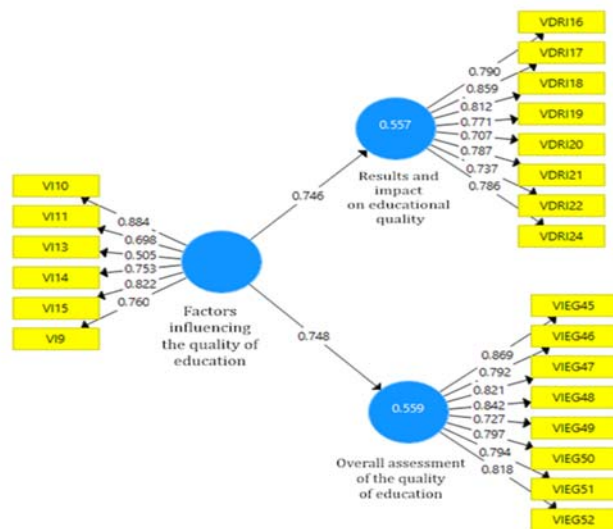 VI10
VI11
VI13
VI14
VI15
VI9
0.884
0.698
0.505
0.753
0.822
0.760
Factors
influencing
the quality of
education
0.746
0.748
0.557
Results and
impact
on educational
quality
0.790
0.859
0.812
0.771
0.707
0.787
0.737
0.786
VDRI16
VDRI17
VDRI18
VDRI19
VDRI20
VDRI21
VDRI22
VDRI24
0.559
Overall assessment
of the quality
of education
0.869
0.792
0.821
0.842
0.727
0.797
0.794
0.818
VIEG45
VIEG46
VIEG47
VIEG48
VIEG49
VIEG50
VIEG51
VIEG52